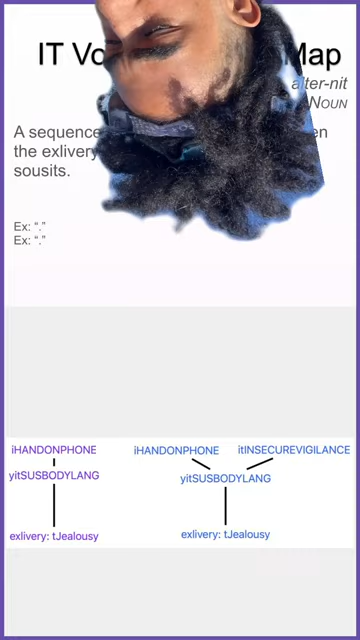 IT Vo Map
alter-nit
NOUN
A sequence en
the exlivery
sousits.
Ex: “.”
Ex: “.”
iHANDONPHONE iHANDONPHONE itINSECUREVIGILANCE
yitSUSBODYLANG yitSUSBODYLANG
exlivery: tJealousy exlivery: tJealousy